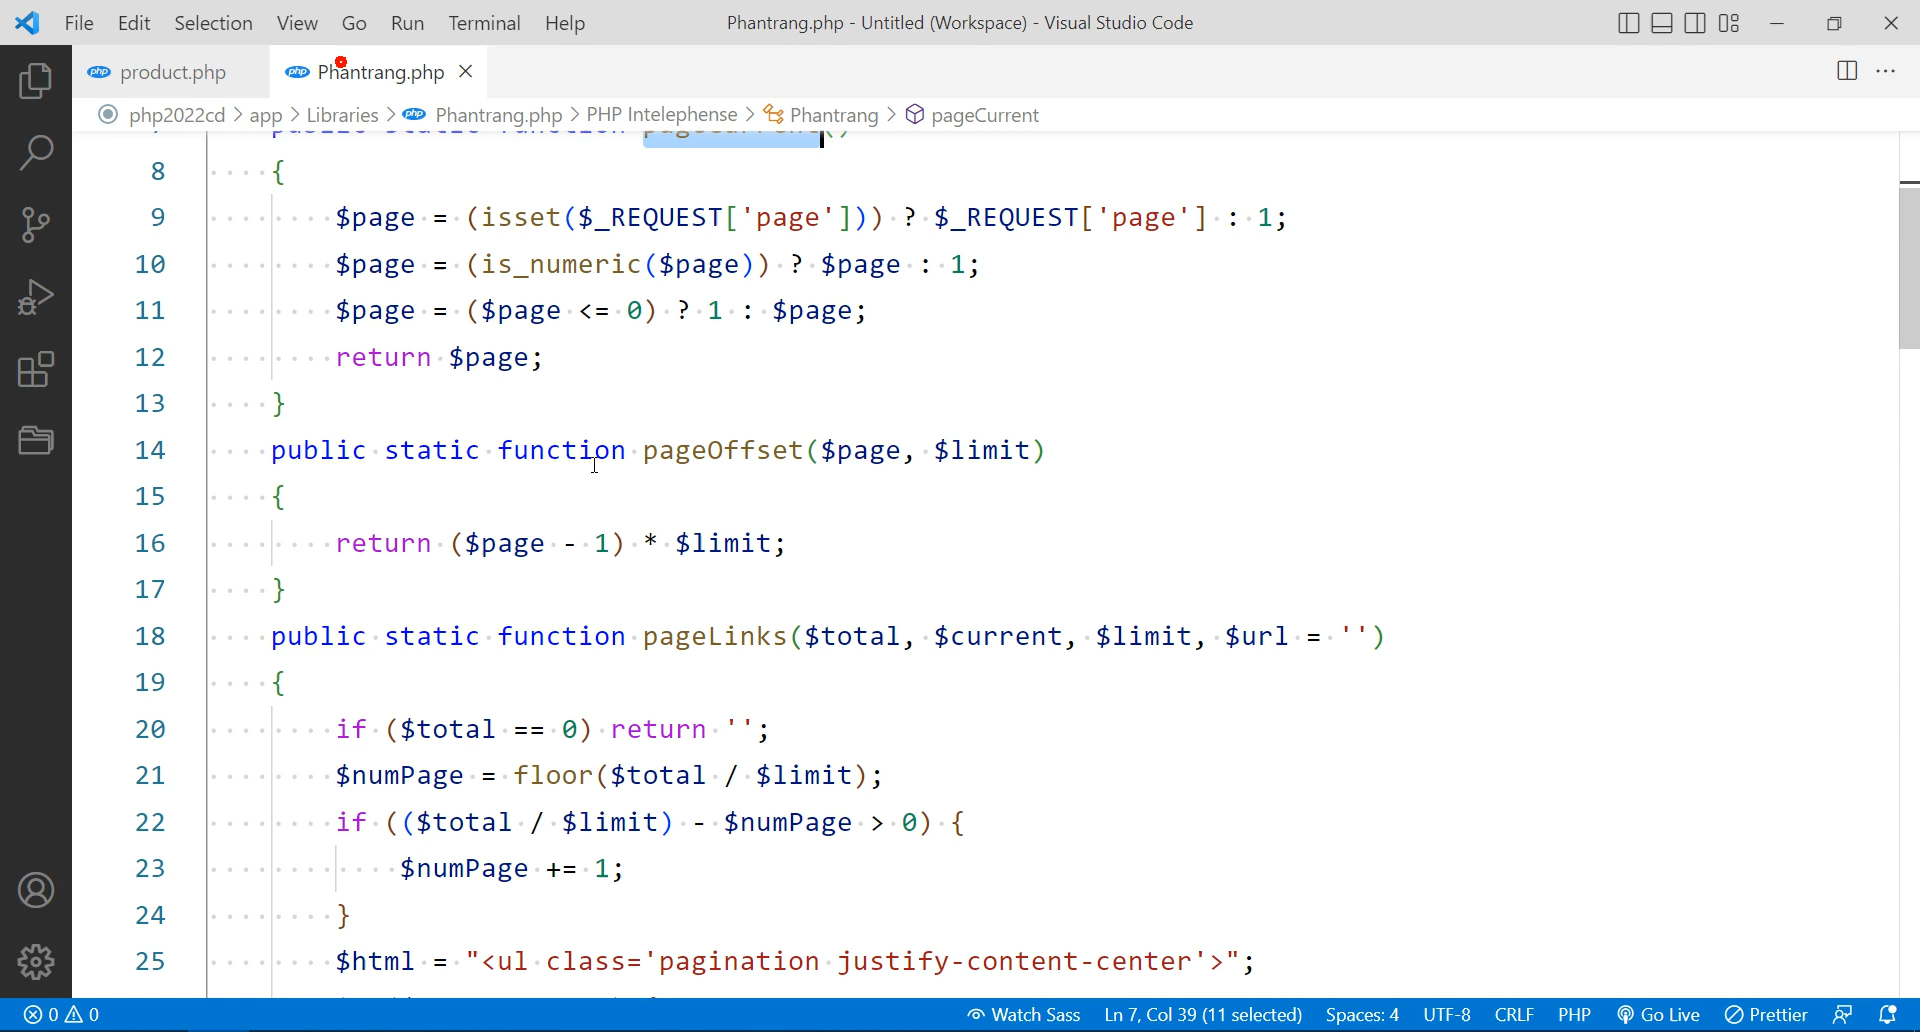 File Edit Selection View Go Run Terminal Help Phantrang.php - Untitled (Workspace) - Visual Studio Code
php product.php php Phantrang.php
php2022cd > app > Libraries > php Phantrang.php > PHP Intelephense > Phantrang > pageCurrent
8 {
9 $page = (isset($_REQUEST['page'])) ? $_REQUEST['page'] : 1;
10 $page = (is_numeric($page)) ? $page : 1;
11 $page = ($page <= 0) ? 1 : $page;
12 return $page;
13 }
14 public static function pageOffset($page, $limit)
15 {
16 return ($page - 1) * $limit;
17 }
18 public static function pageLinks($total, $current, $limit, $url = '')
19 {
20 if ($total == 0) return '';
21 $numPage = floor($total / $limit);
22 if (($total / $limit) - $numPage > 0) {
23 $numPage += 1;
24 }
25 $html = "<ul class='pagination justify-content-center'>";
0 0 Watch Sass Ln 7, Col 39 (11 selected) Spaces: 4 UTF-8 CRLF PHP Go Live Prettier